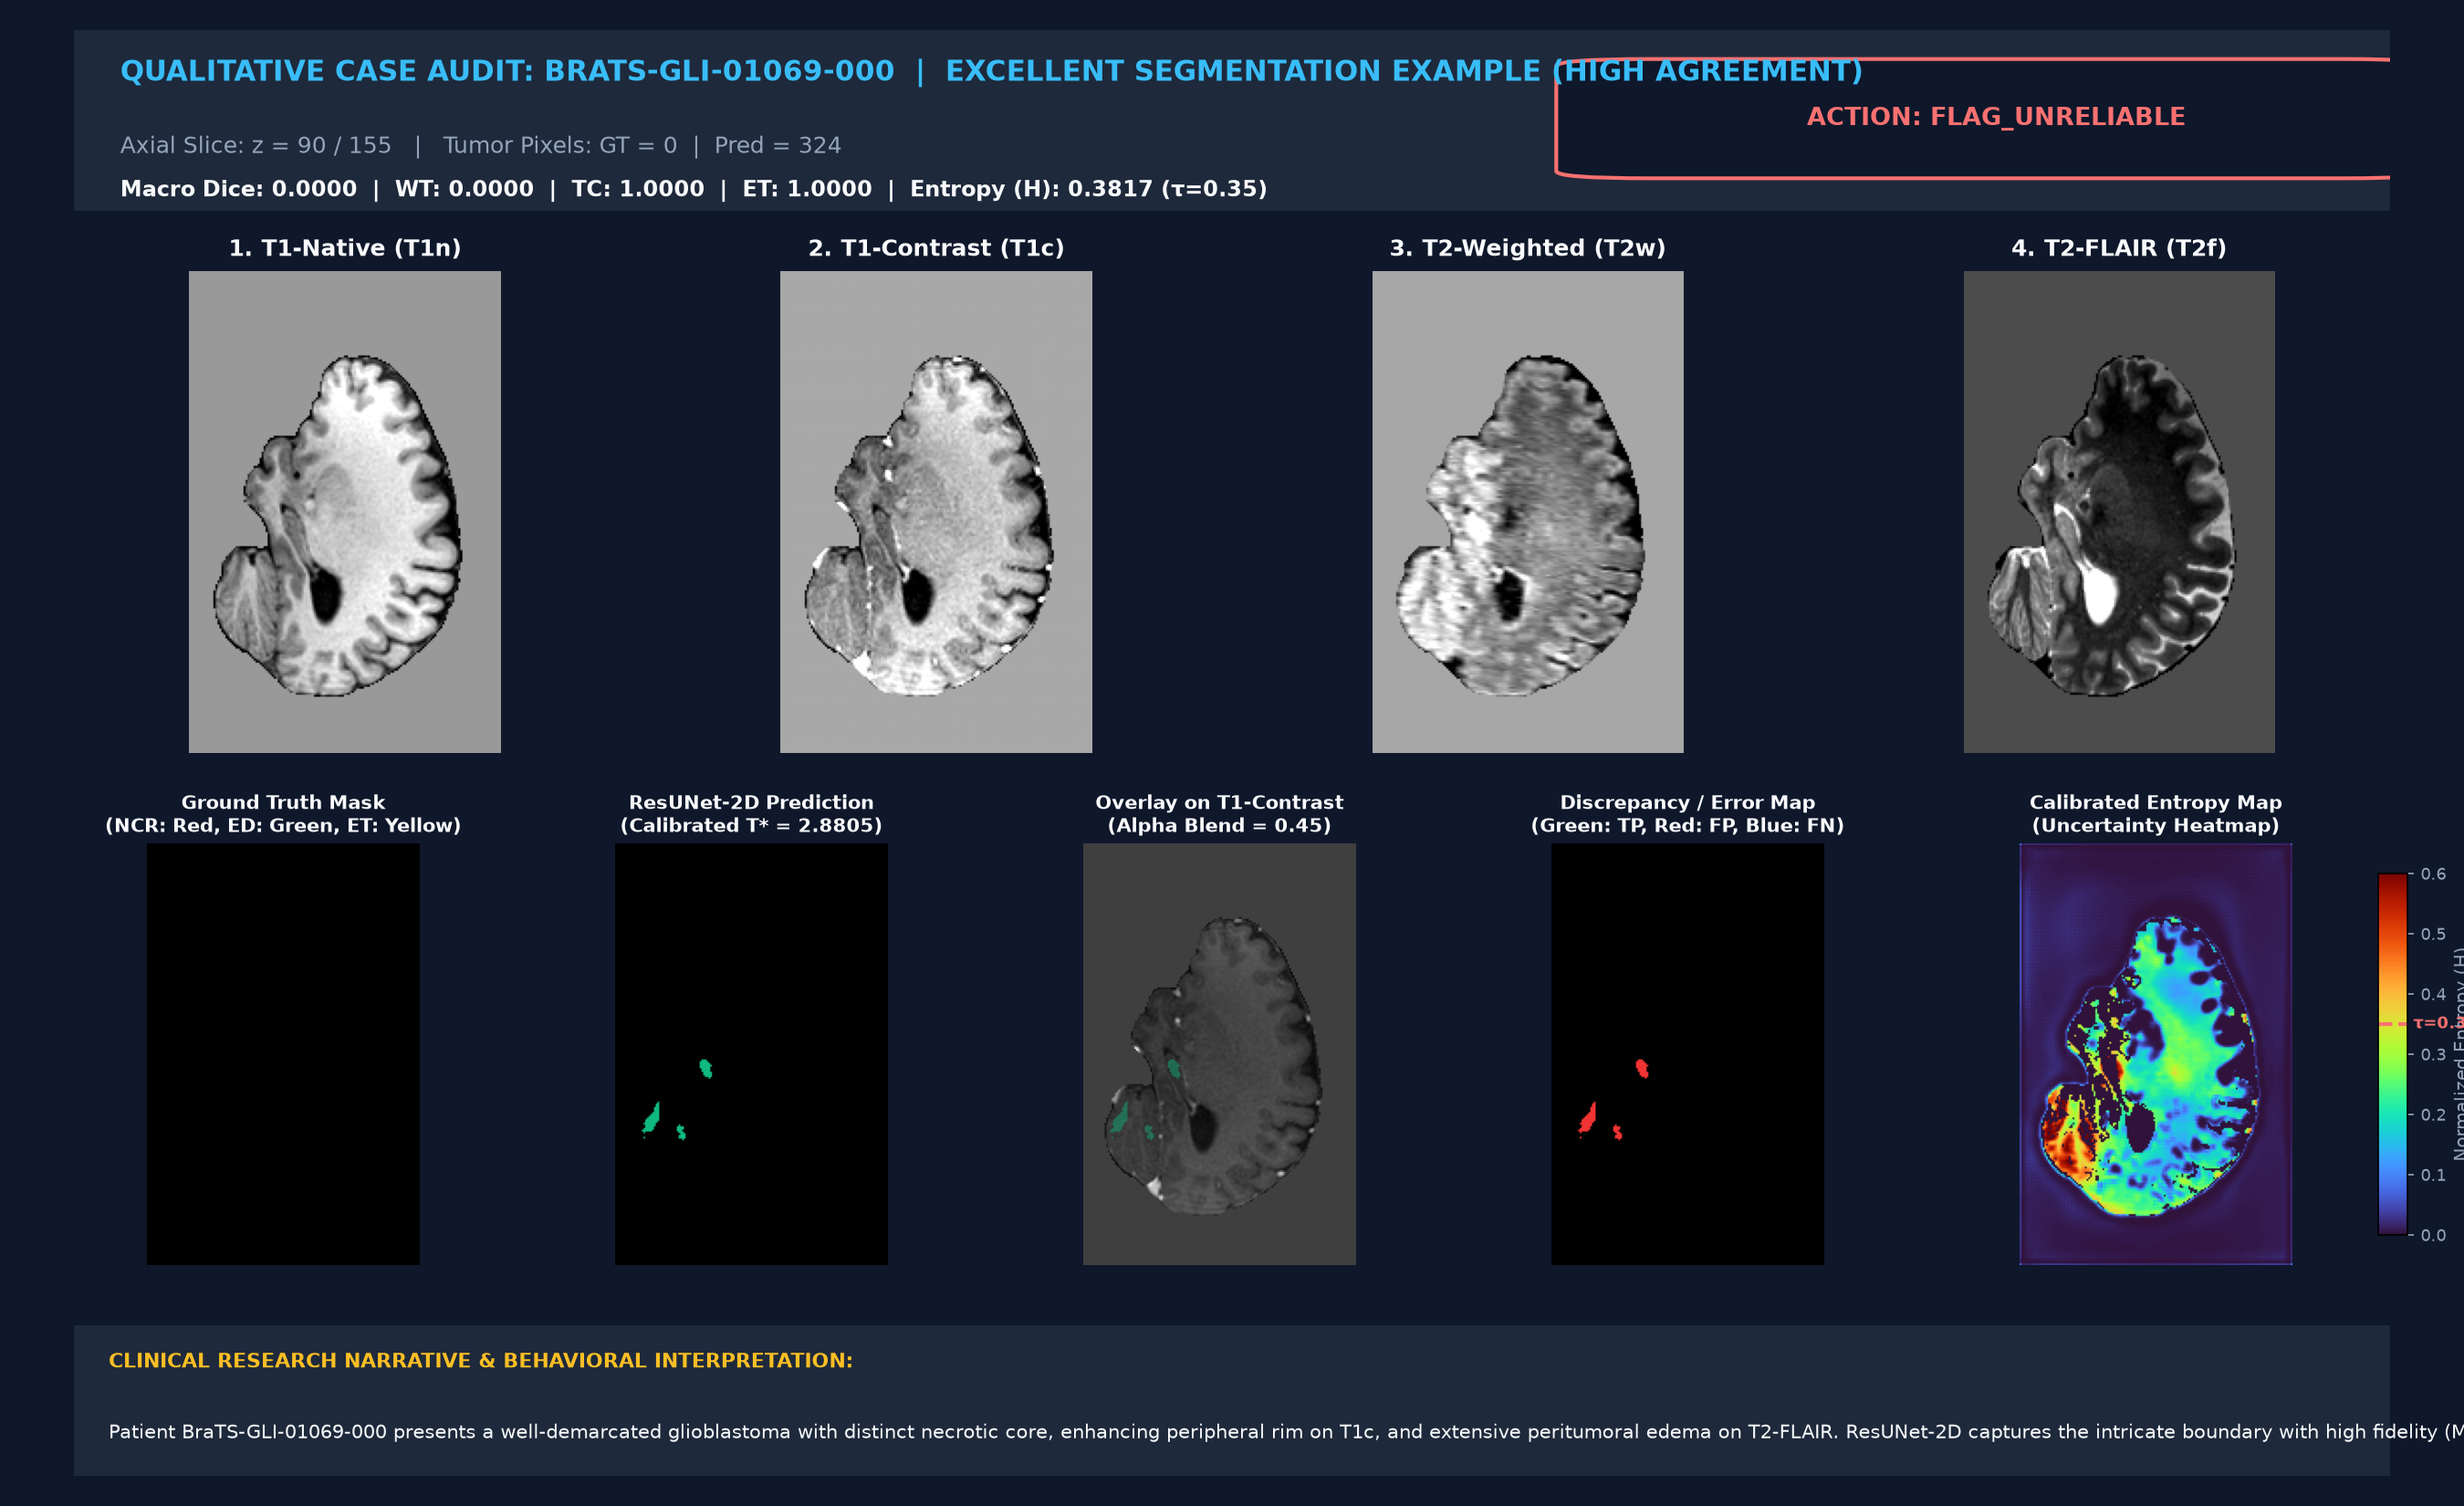 QUALITATIVE CASE AUDIT: BRATS-GLI-01069-000 | EXCELLENT SEGMENTATION EXAMPLE (HIGH AGREEMENT)
ACTION: FLAG_UNRELIABLE
Axial Slice: z = 90 / 155 | Tumor Pixels: GT = 0 | Pred = 324
Macro Dice: 0.0000 | WT: 0.0000 | TC: 1.0000 | ET: 1.0000 | Entropy (H): 0.3817 (τ=0.35)
1. T1-Native (T1n)
2. T1-Contrast (T1c)
3. T2-Weighted (T2w)
4. T2-FLAIR (T2f)
Ground Truth Mask
(NCR: Red, ED: Green, ET: Yellow)
ResUNet-2D Prediction
(Calibrated T* = 2.8805)
Overlay on T1-Contrast
(Alpha Blend = 0.45)
Discrepancy / Error Map
(Green: TP, Red: FP, Blue: FN)
Calibrated Entropy Map
(Uncertainty Heatmap)
0.6
0.5
0.4
τ=0.3
0.3
0.2
0.1
0.0
Normalized Entropy (H)
CLINICAL RESEARCH NARRATIVE & BEHAVIORAL INTERPRETATION:
Patient BraTS-GLI-01069-000 presents a well-demarcated glioblastoma with distinct necrotic core, enhancing peripheral rim on T1c, and extensive peritumoral edema on T2-FLAIR. ResUNet-2D captures the intricate boundary with high fidelity (M